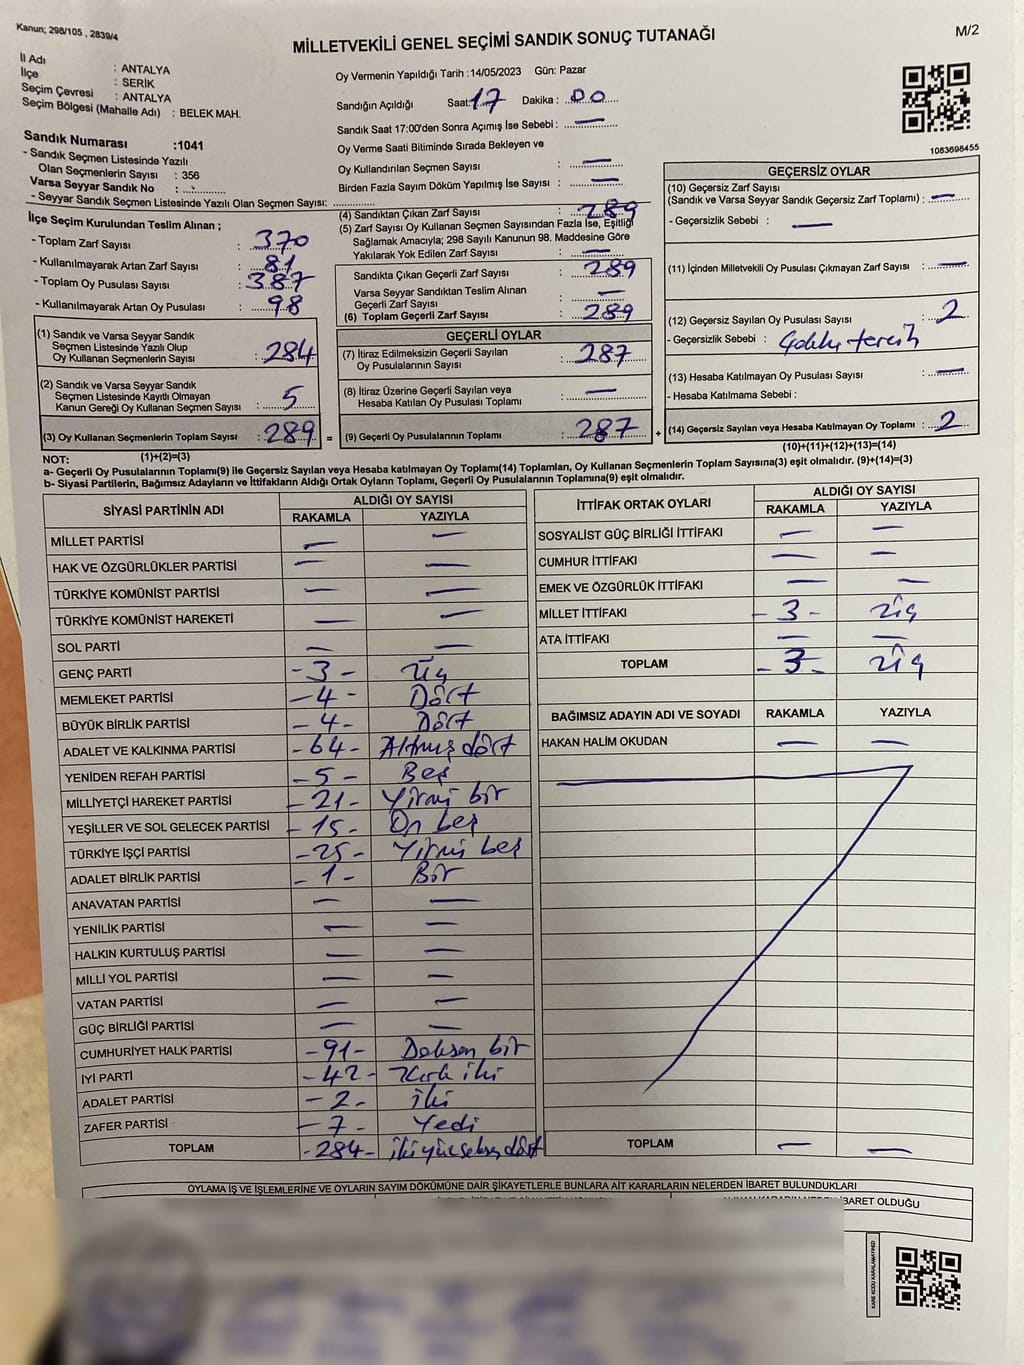 Kanun; 298/105 , 2839/4
MİLLETVEKİLİ GENEL SEÇİMİ SANDIK SONUÇ TUTANAĞI
M/2
İl Adı : ANTALYA
İlçe : SERİK
Seçim Çevresi : ANTALYA
Seçim Bölgesi (Mahalle Adı) : BELEK MAH.
Sandık Numarası :1041
- Sandık Seçmen Listesinde Yazılı
Olan Seçmenlerin Sayısı : 356
Varsa Seyyar Sandık No :
- Seyyar Sandık Seçmen Listesinde Yazılı Olan Seçmen Sayısı:
Oy Vermenin Yapıldığı Tarih :14/05/2023 Gün: Pazar
Sandığın Açıldığı Saat: 17 Dakika : 00
Sandık Saat 17:00'den Sonra Açımış İse Sebebi : —
Oy Verme Saati Bitiminde Sırada Bekleyen ve
Oy Kullandırılan Seçmen Sayısı : —
Birden Fazla Sayım Döküm Yapılmış İse Sayısı : —
1083698455
İlçe Seçim Kurulundan Teslim Alınan ;
- Toplam Zarf Sayısı : 370
- Kullanılmayarak Artan Zarf Sayısı : 81
- Toplam Oy Pusulası Sayısı : 387
- Kullanılmayarak Artan Oy Pusulası : 98
(1) Sandık ve Varsa Seyyar Sandık
Seçmen Listesinde Yazılı Olup
Oy Kullanan Seçmenlerin Sayısı : 284
(2) Sandık ve Varsa Seyyar Sandık
Seçmen Listesinde Kayıtlı Olmayan
Kanun Gereği Oy Kullanan Seçmen Sayısı : 5
(3) Oy Kullanan Seçmenlerin Toplam Sayısı : 289 =
(1)+(2)=(3)
(4) Sandıktan Çıkan Zarf Sayısı : 289
(5) Zarf Sayısı Oy Kullanan Seçmen Sayısından Fazla İse, Eşitliği
Sağlamak Amacıyla; 298 Sayılı Kanunun 98. Maddesine Göre
Yakılarak Yok Edilen Zarf Sayısı : —
Sandıkta Çıkan Geçerli Zarf Sayısı : 289
Varsa Seyyar Sandıktan Teslim Alınan
Geçerli Zarf Sayısı : —
(6) Toplam Geçerli Zarf Sayısı : 289
GEÇERLİ OYLAR
(7) İtiraz Edilmeksizin Geçerli Sayılan
Oy Pusulalarının Sayısı : 287
(8) İtiraz Üzerine Geçerli Sayılan veya
Hesaba Katılan Oy Pusulası Toplamı : —
(9) Geçerli Oy Pusulalarının Toplamı : 287 +
GEÇERSİZ OYLAR
(10) Geçersiz Zarf Sayısı
(Sandık ve Varsa Seyyar Sandık Geçersiz Zarf Toplamı) : —
- Geçersizlik Sebebi : —
(11) İçinden Milletvekili Oy Pusulası Çıkmayan Zarf Sayısı : —
(12) Geçersiz Sayılan Oy Pusulası Sayısı : 2
- Geçersizlik Sebebi : tercih
(13) Hesaba Katılmayan Oy Pusulası Sayısı : —
- Hesaba Katılmama Sebebi :
(14) Geçersiz Sayılan veya Hesaba Katılmayan Oy Toplamı : 2
(10)+(11)+(12)+(13)=(14)
NOT:
a- Geçerli Oy Pusulalarının Toplamı(9) ile Geçersiz Sayılan veya Hesaba katılmayan Oy Toplamı(14) Toplamları, Oy Kullanan Seçmenlerin Toplam Sayısına(3) eşit olmalıdır. (9)+(14)=(3)
b- Siyasi Partilerin, Bağımsız Adayların ve İttifakların Aldığı Ortak Oyların Toplamı, Geçerli Oy Pusulalarının Toplamına(9) eşit olmalıdır.
SİYASİ PARTİNİN ADI ALDIĞI OY SAYISI
RAKAMLA YAZIYLA
MİLLET PARTİSİ — —
HAK VE ÖZGÜRLÜKLER PARTİSİ — —
TÜRKİYE KOMÜNİST PARTİSİ — —
TÜRKİYE KOMÜNİST HAREKETİ — —
SOL PARTİ — —
GENÇ PARTİ -3- Üç
MEMLEKET PARTİSİ -4- Dört
BÜYÜK BİRLİK PARTİSİ -4- Dört
ADALET VE KALKINMA PARTİSİ -64- Altmış dört
YENİDEN REFAH PARTİSİ -5- Beş
MİLLİYETÇİ HAREKET PARTİSİ -21- Yirmi bir
YEŞİLLER VE SOL GELECEK PARTİSİ -15- On beş
TÜRKİYE İŞÇİ PARTİSİ -25- Yirmi beş
ADALET BİRLİK PARTİSİ -1- Bir
ANAVATAN PARTİSİ — —
YENİLİK PARTİSİ — —
HALKIN KURTULUŞ PARTİSİ — —
MİLLİ YOL PARTİSİ — —
VATAN PARTİSİ — —
GÜÇ BİRLİĞİ PARTİSİ — —
CUMHURİYET HALK PARTİSİ -91- Doksan bir
İYİ PARTİ -42- Kırk iki
ADALET PARTİSİ -2- iki
ZAFER PARTİSİ -7- Yedi
TOPLAM -284- ikiyüzseksendört
İTTİFAK ORTAK OYLARI ALDIĞI OY SAYISI
RAKAMLA YAZIYLA
SOSYALİST GÜÇ BİRLİĞİ İTTİFAKI — —
CUMHUR İTTİFAKI — —
EMEK VE ÖZGÜRLÜK İTTİFAKI — —
MİLLET İTTİFAKI -3- Üç
ATA İTTİFAKI — —
TOPLAM -3- Üç
BAĞIMSIZ ADAYIN ADI VE SOYADI RAKAMLA YAZIYLA
HAKAN HALİM OKUDAN — —
TOPLAM — —
OYLAMA İŞ VE İŞLEMLERİNE VE OYLARIN SAYIM DÖKÜMÜNE DAİR ŞİKAYETLERLE BUNLARA AİT KARARLARIN NELERDEN İBARET BULUNDUKLARI
İBARET OLDUĞU
KARE KODU KARALAMAYINIZ!